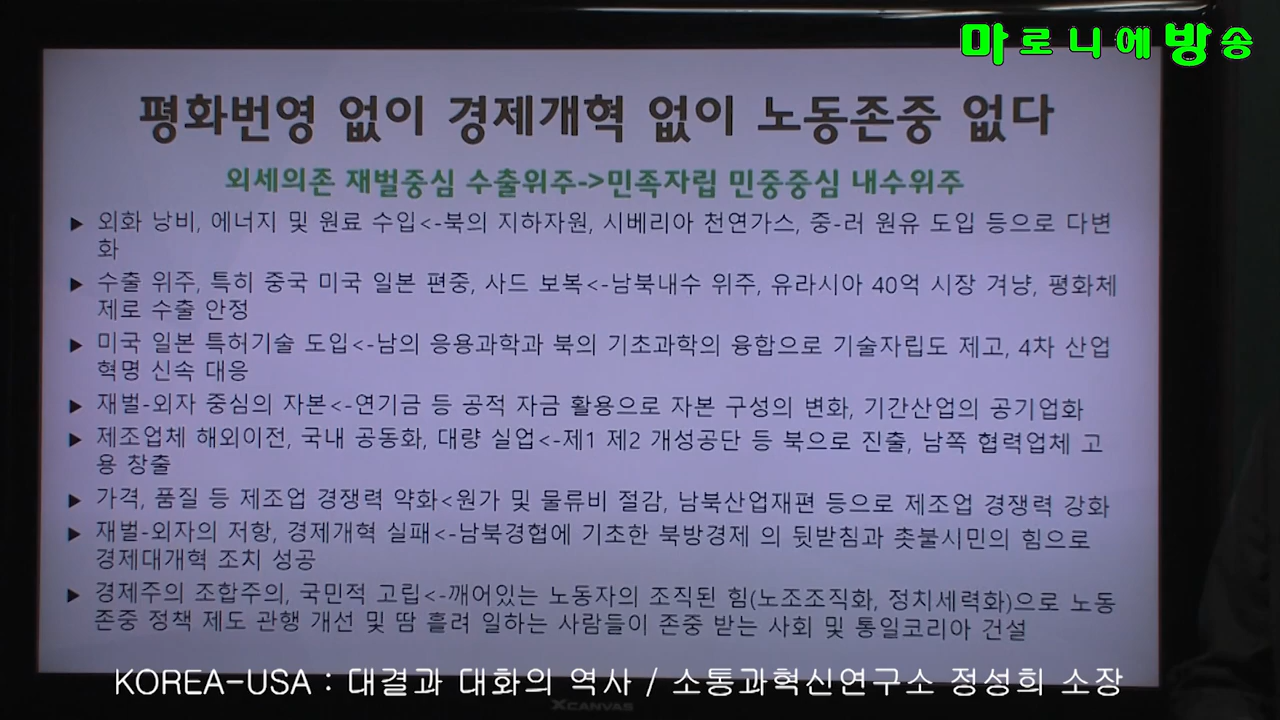 마로니에방송
평화번영 없이 경제개혁 없이 노동존중 없다
외세의존 재벌중심 수출위주->민족자립 민중중심 내수위주
▶ 외화 낭비, 에너지 및 원료 수입<-북의 지하자원, 시베리아 천연가스, 중-러 원유 도입 등으로 다변
화
▶ 수출 위주, 특히 중국 미국 일본 편중, 사드 보복<-남북내수 위주, 유라시아 40억 시장 겨냥, 평화체
제로 수출 안정
▶ 미국 일본 특허기술 도입<-남의 응용과학과 북의 기초과학의 융합으로 기술자립도 제고, 4차 산업
혁명 신속 대응
▶ 재벌-외자 중심의 자본<-연기금 등 공적 자금 활용으로 자본 구성의 변화, 기간산업의 공기업화
▶ 제조업체 해외이전, 국내 공동화, 대량 실업<-제1 제2 개성공단 등 북으로 진출, 남쪽 협력업체 고
용 창출
▶ 가격, 품질 등 제조업 경쟁력 약화<원가 및 물류비 절감, 남북산업재편 등으로 제조업 경쟁력 강화
▶ 재벌-외자의 저항, 경제개혁 실패<-남북경협에 기초한 북방경제 의 뒷받침과 촛불시민의 힘으로
경제대개혁 조치 성공
▶ 경제주의 조합주의, 국민적 고립<-깨어있는 노동자의 조직된 힘(노조조직화, 정치세력화)으로 노동
존중 정책 제도 관행 개선 및 땀 흘려 일하는 사람들이 존중 받는 사회 및 통일코리아 건설
KOREA-USA : 대결과 대화의 역사 / 소통과혁신연구소 정성희 소장
XCANVAS